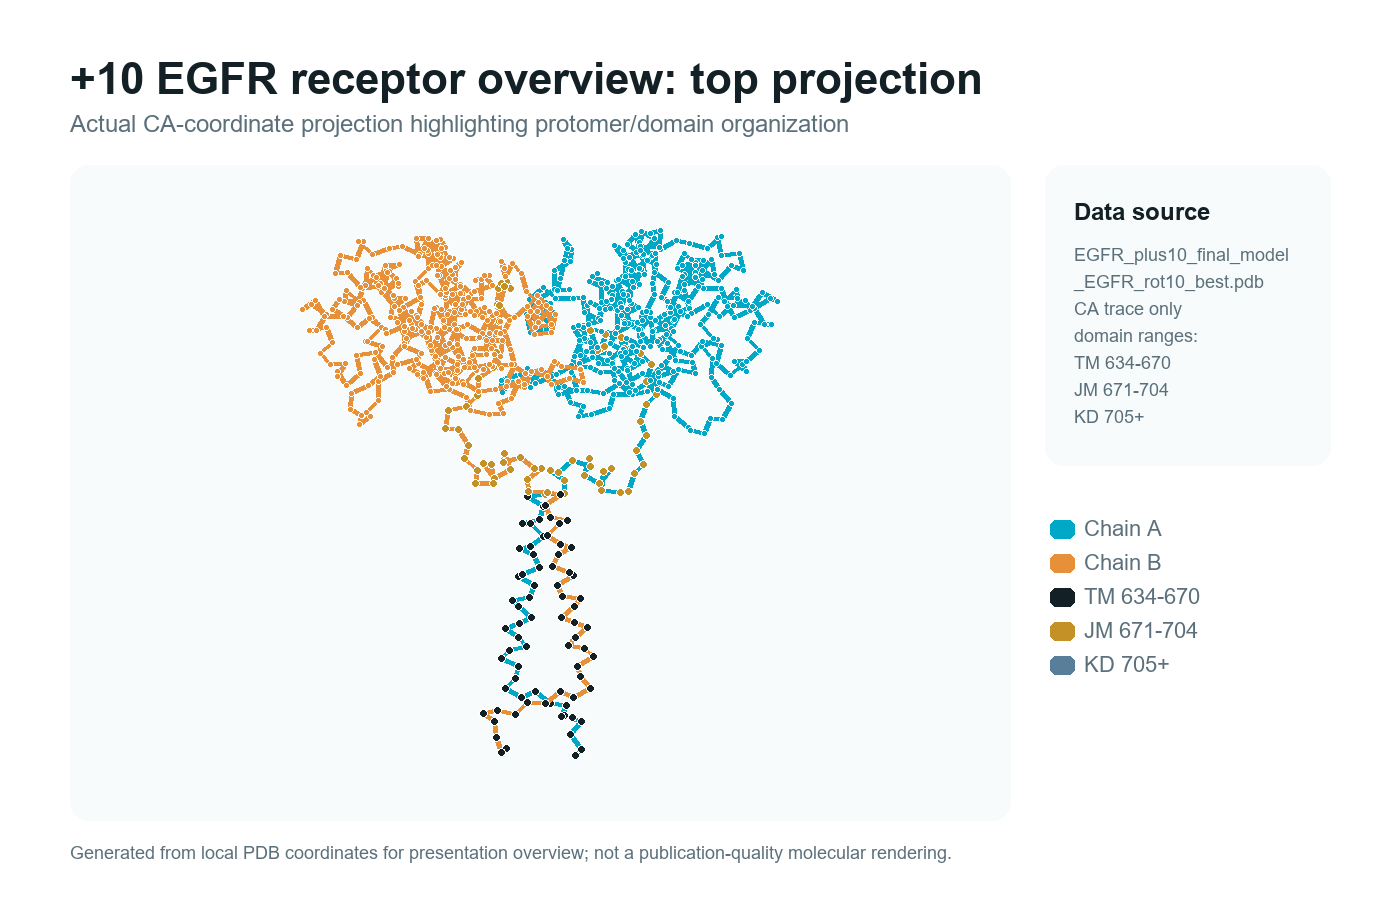 +10 EGFR receptor overview: top projection
Actual CA-coordinate projection highlighting protomer/domain organization
Data source
EGFR_plus10_final_model
_EGFR_rot10_best.pdb
CA trace only
domain ranges:
TM 634-670
JM 671-704
KD 705+
Chain A
Chain B
TM 634-670
JM 671-704
KD 705+
Generated from local PDB coordinates for presentation overview; not a publication-quality molecular rendering.